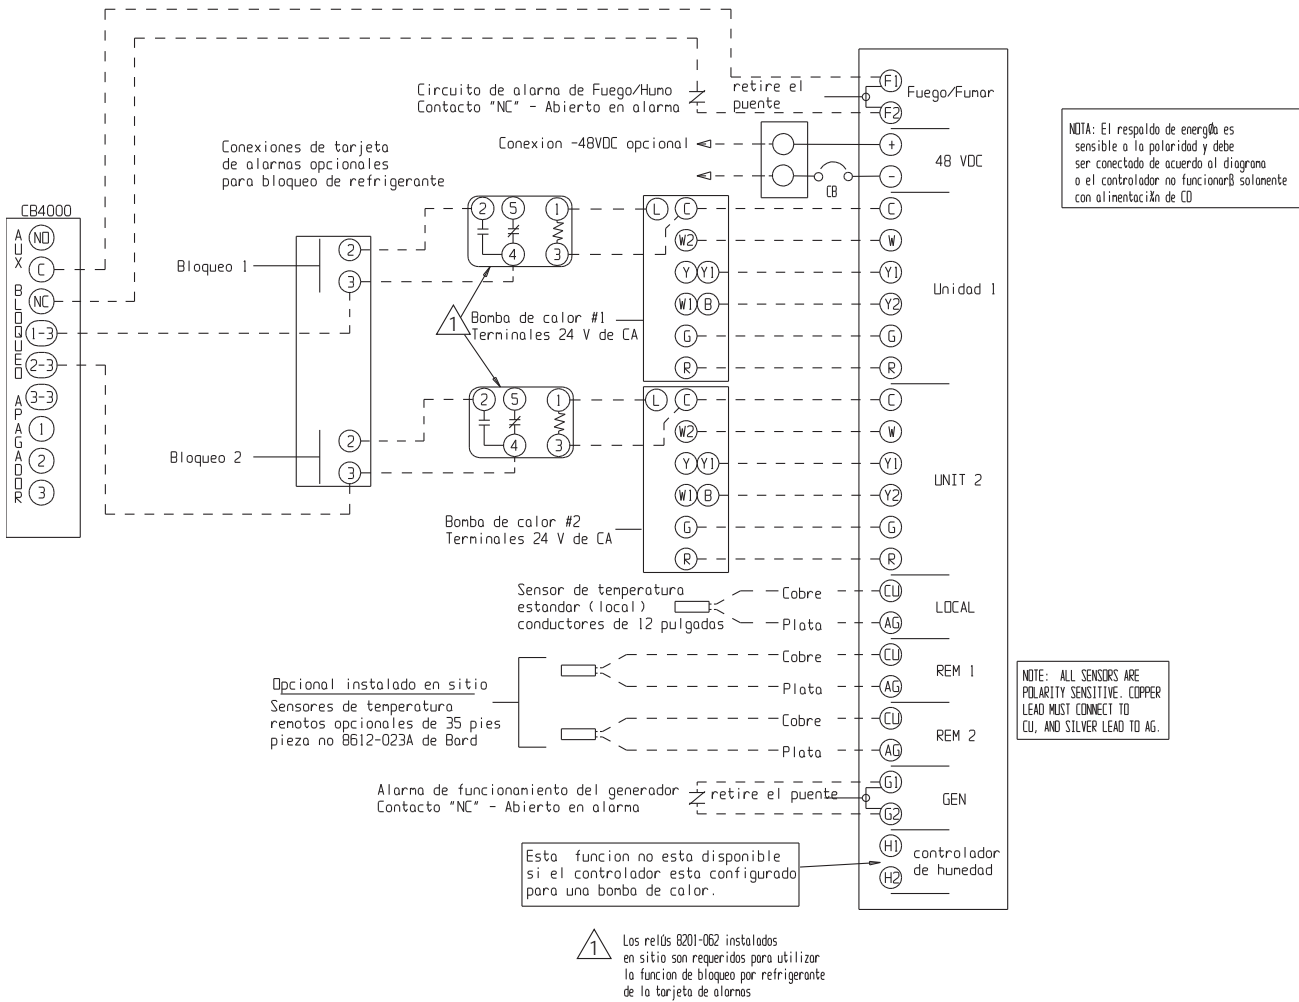 Circuito de alarma de Fuego/Humo
Contacto "NC" - Abierto en alarma
retire el
puente
F1
F2
Fuego/Fumar
Conexion -48VDC opcional
+
-
48 VDC
CB
NOTA: El respaldo de energØa es
sensible a la polaridad y debe
ser conectado de acuerdo al diagrama
o el controlador no funcionarß solamente
con alimentaci¾n de CD
Conexiones de tarjeta
de alarmas opcionales
para bloqueo de refrigerante
CB4000
AUX
BLOQUEO
APAGADOR
NO
C
NC
1-3
2-3
3-3
1
2
3
Bloqueo 1
2
3
Bloqueo 2
2
3
2
5
1
4
3
1
Bomba de calor #1
Terminales 24 V de CA
L
C
W2
Y
Y1
W1
B
G
R
C
W
Y1
Y2
G
R
Unidad 1
2
5
1
4
3
Bomba de calor #2
Terminales 24 V de CA
L
C
W2
Y
Y1
W1
B
G
R
C
W
Y1
Y2
G
R
UNIT 2
Sensor de temperatura
estandar (local)
conductores de 12 pulgadas
Cobre
Plata
CU
AG
LOCAL
Opcional instalado en sitio
Sensores de temperatura
remotos opcionales de 35 pies
pieza no 8612-023A de Bard
Cobre
Plata
CU
AG
REM 1
Cobre
Plata
CU
AG
REM 2
NOTE: ALL SENSORS ARE
POLARITY SENSITIVE. COPPER
LEAD MUST CONNECT TO
CU, AND SILVER LEAD TO AG.
Alarma de funcionamiento del generador
Contacto "NC" - Abierto en alarma
retire el puente
G1
G2
GEN
Esta funcion no esta disponible
si el controlador esta configurado
para una bomba de calor.
H1
H2
controlador
de humedad
1
Los relús 8201-062 instalados
en sitio son requeridos para utilizar
la funcion de bloqueo por refrigerante
de la tarjeta de alarmas